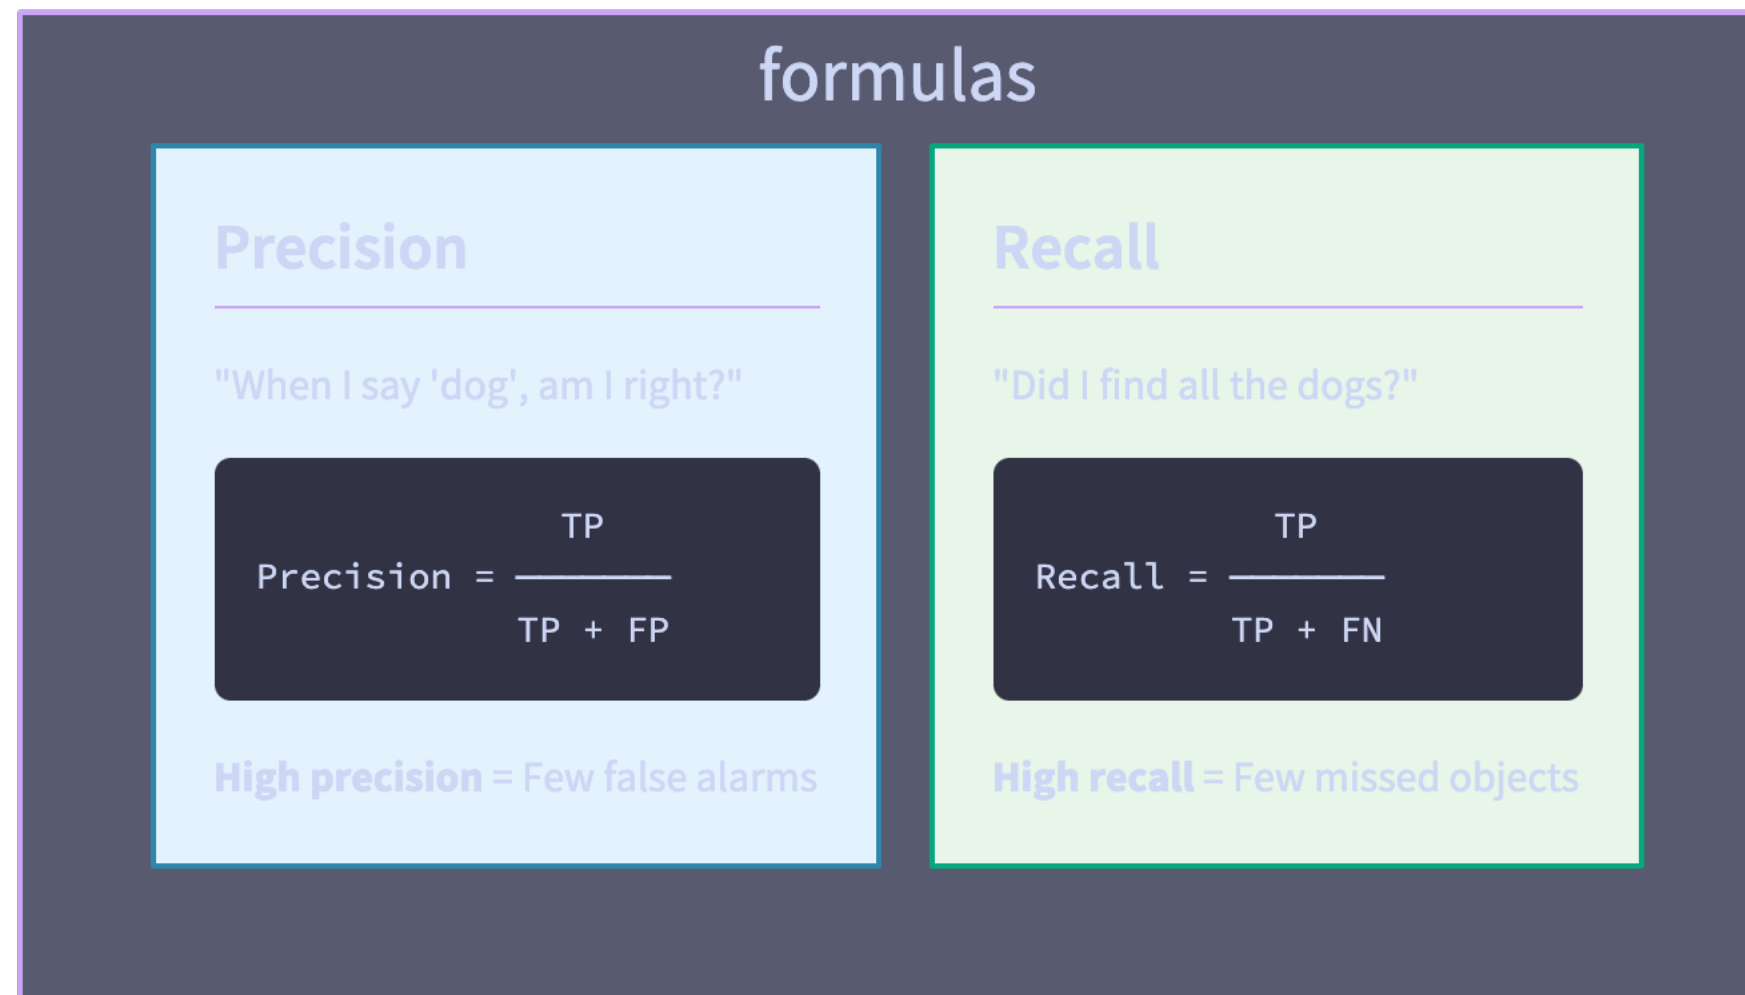 formulas
Precision
"When I say 'dog', am I right?"
TP
Precision = ───────
TP + FP
High precision = Few false alarms
Recall
"Did I find all the dogs?"
TP
Recall = ───────
TP + FN
High recall = Few missed objects